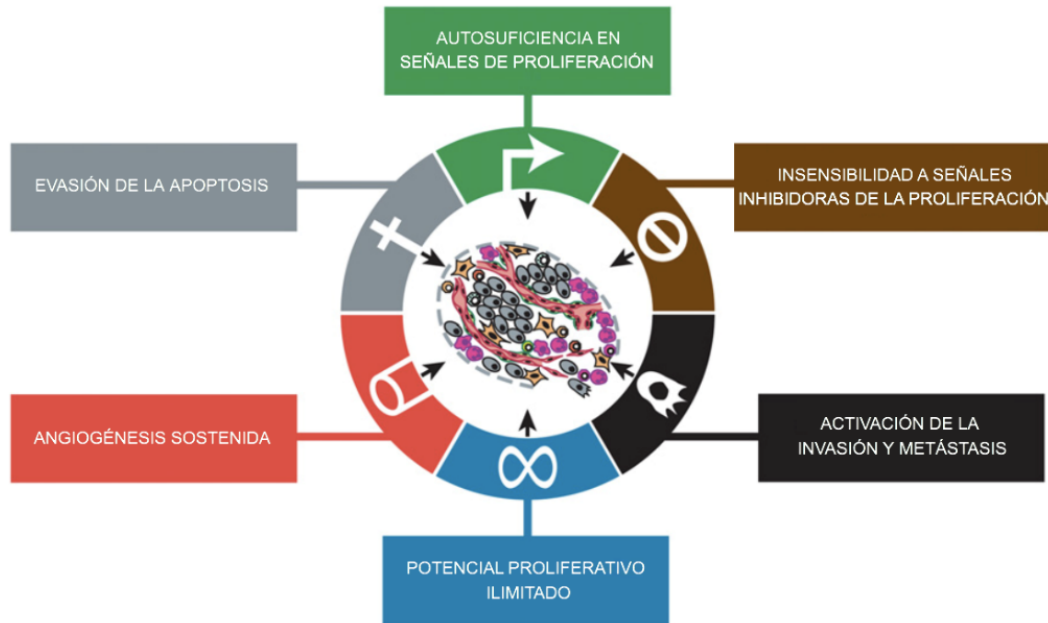 AUTOSUFICIENCIA EN
SEÑALES DE PROLIFERACIÓN
EVASIÓN DE LA APOPTOSIS
INSENSIBILIDAD A SEÑALES
INHIBIDORAS DE LA PROLIFERACIÓN
ANGIOGÉNESIS SOSTENIDA
ACTIVACIÓN DE LA
INVASIÓN Y METÁSTASIS
POTENCIAL PROLIFERATIVO
ILIMITADO